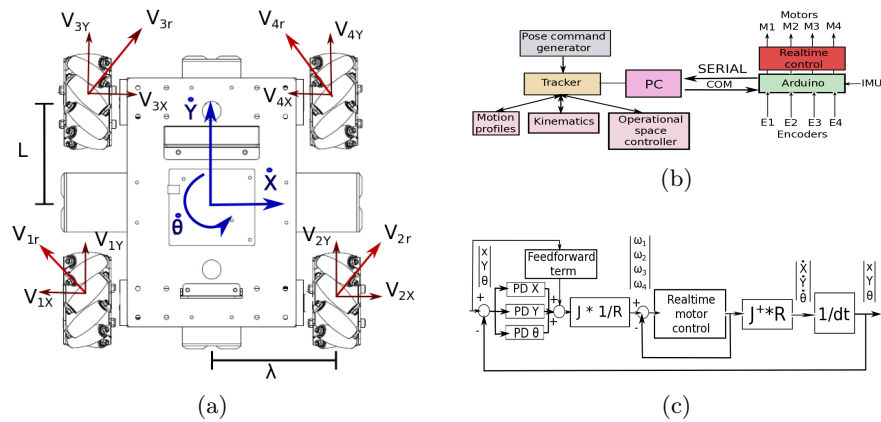 V3Y
V3r
V3X
V4r
V4Y
V4X
L
Ẏ
Ẋ
θ̇
V1r
V1Y
V1X
V2Y
V2r
V2X
λ
(a)
Pose command
generator
Tracker
Motion
profiles
Kinematics
Operational
space
controller
PC
SERIAL
COM
Motors
M1 M2 M3 M4
Realtime
control
Arduino
IMU
E1 E2 E3 E4
Encoders
(b)
X
Y
θ
+
-
Feedforward
term
PD X
PD Y
PD θ
+
+
J * 1/R
ω1
ω2
ω3
ω4
+
-
Realtime
motor
control
J⁺*R
Ẋ
Ẏ
θ̇
1/dt
X
Y
θ
(c)